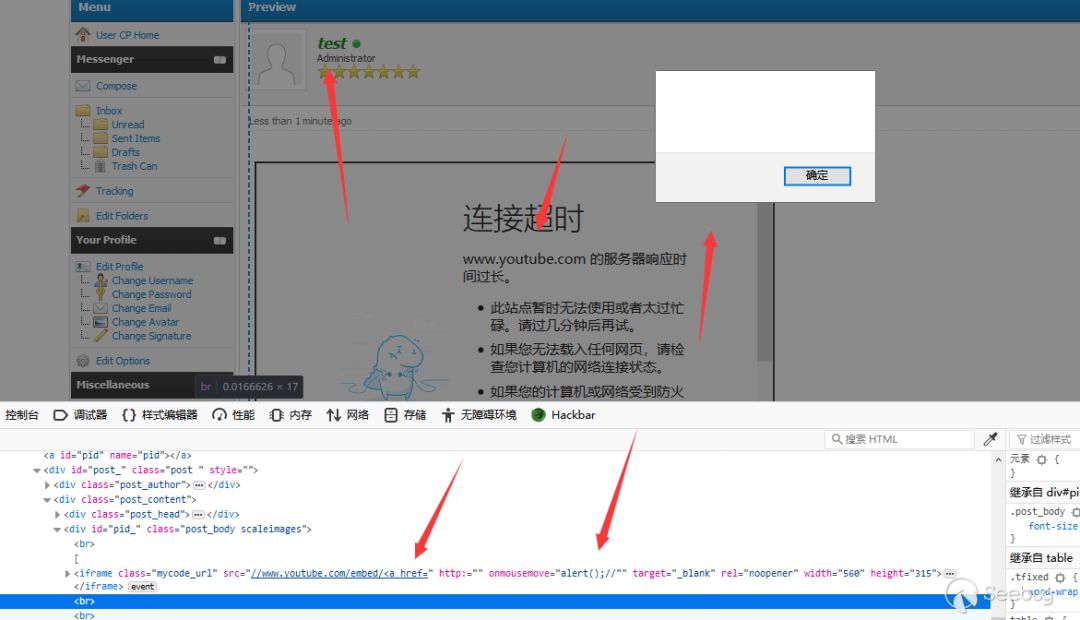 Menu
User CP Home
Messenger
Compose
Inbox
Unread
Sent Items
Drafts
Trash Can
Tracking
Edit Folders
Your Profile
Edit Profile
Change Username
Change Password
Change Email
Change Avatar
Change Signature
Edit Options
Miscellaneous
br 0.0166626 × 17
Preview
test
Administrator
Less than 1 minute ago
确定
连接超时
www.youtube.com 的服务器响应时
间过长。
此站点暂时无法使用或者太过忙
碌。请过几分钟后再试。
如果您无法载入任何网页，请检
查您计算机的网络连接状态。
如果您的计算机或网络受到防火
控制台 调试器 {} 样式编辑器 性能 内存 网络 存储 无障碍环境 Hackbar
搜索 HTML
过滤样式
<a id="pid" name="pid"></a>
<div id="post_" class="post " style="">
<div class="post_author"></div>
<div class="post_content">
<div class="post_head"></div>
<div id="pid_" class="post_body scaleimages">
<br>
[
<iframe class="mycode_url" src="//www.youtube.com/embed/<a href=" http:="" onmousemove="alert();//"" target="_blank" rel="noopener" width="560" height="315">
</iframe> event
<br>
<br>
元素 {
}
继承自 div#pi
.post_body
font-size
}
继承自 table
.tfixed {
word-wrap
}
table {
Seebug